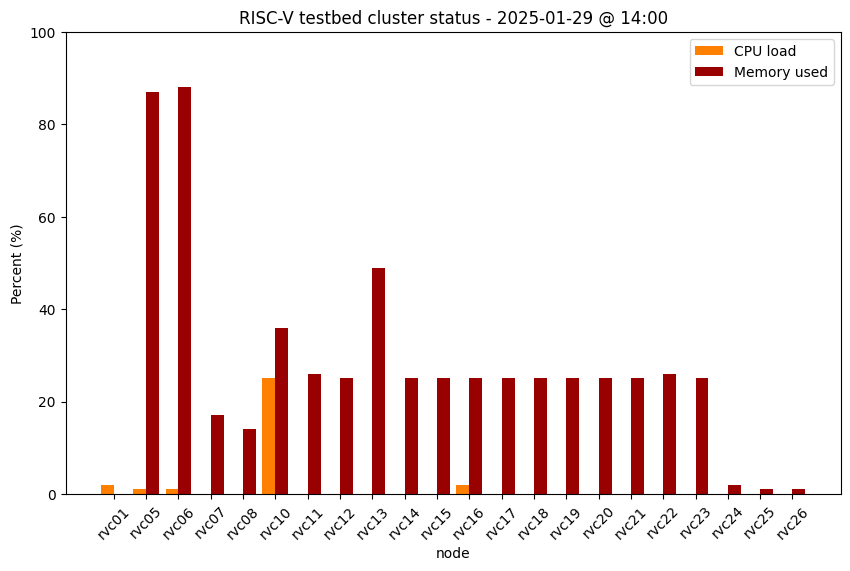 RISC-V testbed cluster status - 2025-01-29 @ 14:00
CPU load
Memory used
Percent (%)
100
80
60
40
20
0
rvc01 rvc05 rvc06 rvc07 rvc08 rvc10 rvc11 rvc12 rvc13 rvc14 rvc15 rvc16 rvc17 rvc18 rvc19 rvc20 rvc21 rvc22 rvc23 rvc24 rvc25 rvc26
node